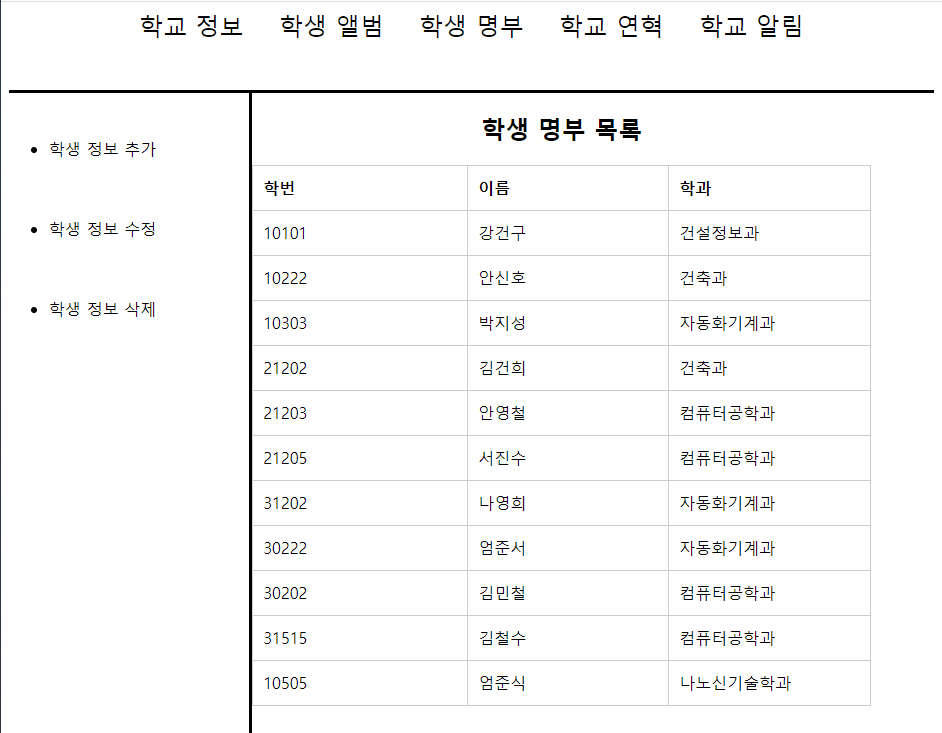 학교 정보 학생 앨범 학생 명부 학교 연혁 학교 알림
학생 정보 추가
학생 정보 수정
학생 정보 삭제
학생 명부 목록
학번 이름 학과
10101 강건구 건설정보과
10222 안신호 건축과
10303 박지성 자동화기계과
21202 김건희 건축과
21203 안영철 컴퓨터공학과
21205 서진수 컴퓨터공학과
31202 나영희 자동화기계과
30222 엄준서 자동화기계과
30202 김민철 컴퓨터공학과
31515 김철수 컴퓨터공학과
10505 엄준식 나노신기술학과